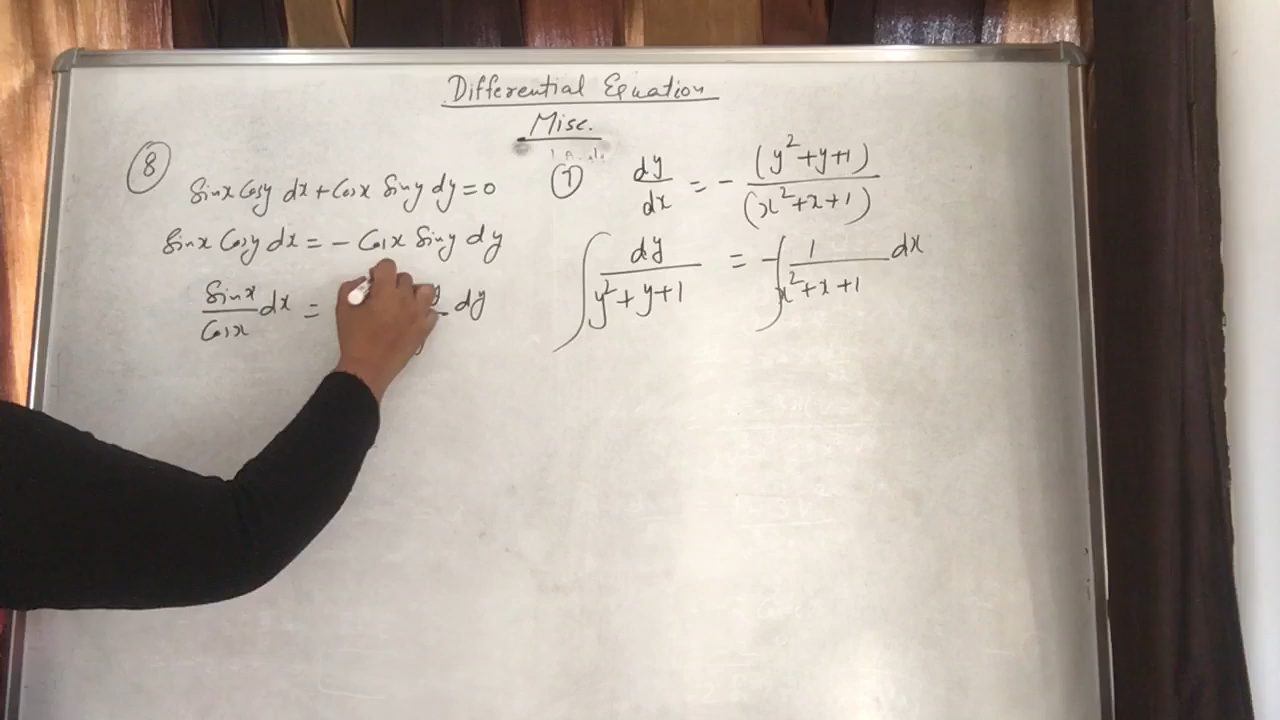 Differential Equation
Misc.
⑧
Sinx Cosy dx + Cosx Siny dy = 0
Sinx Cosy dx = - Cosx Siny dy
Sinx/Cosx dx = dy
⑦ dy/dx = - (y²+y+1)/(x²+x+1)
∫ dy/(y²+y+1) = -∫ 1/(x²+x+1) dx